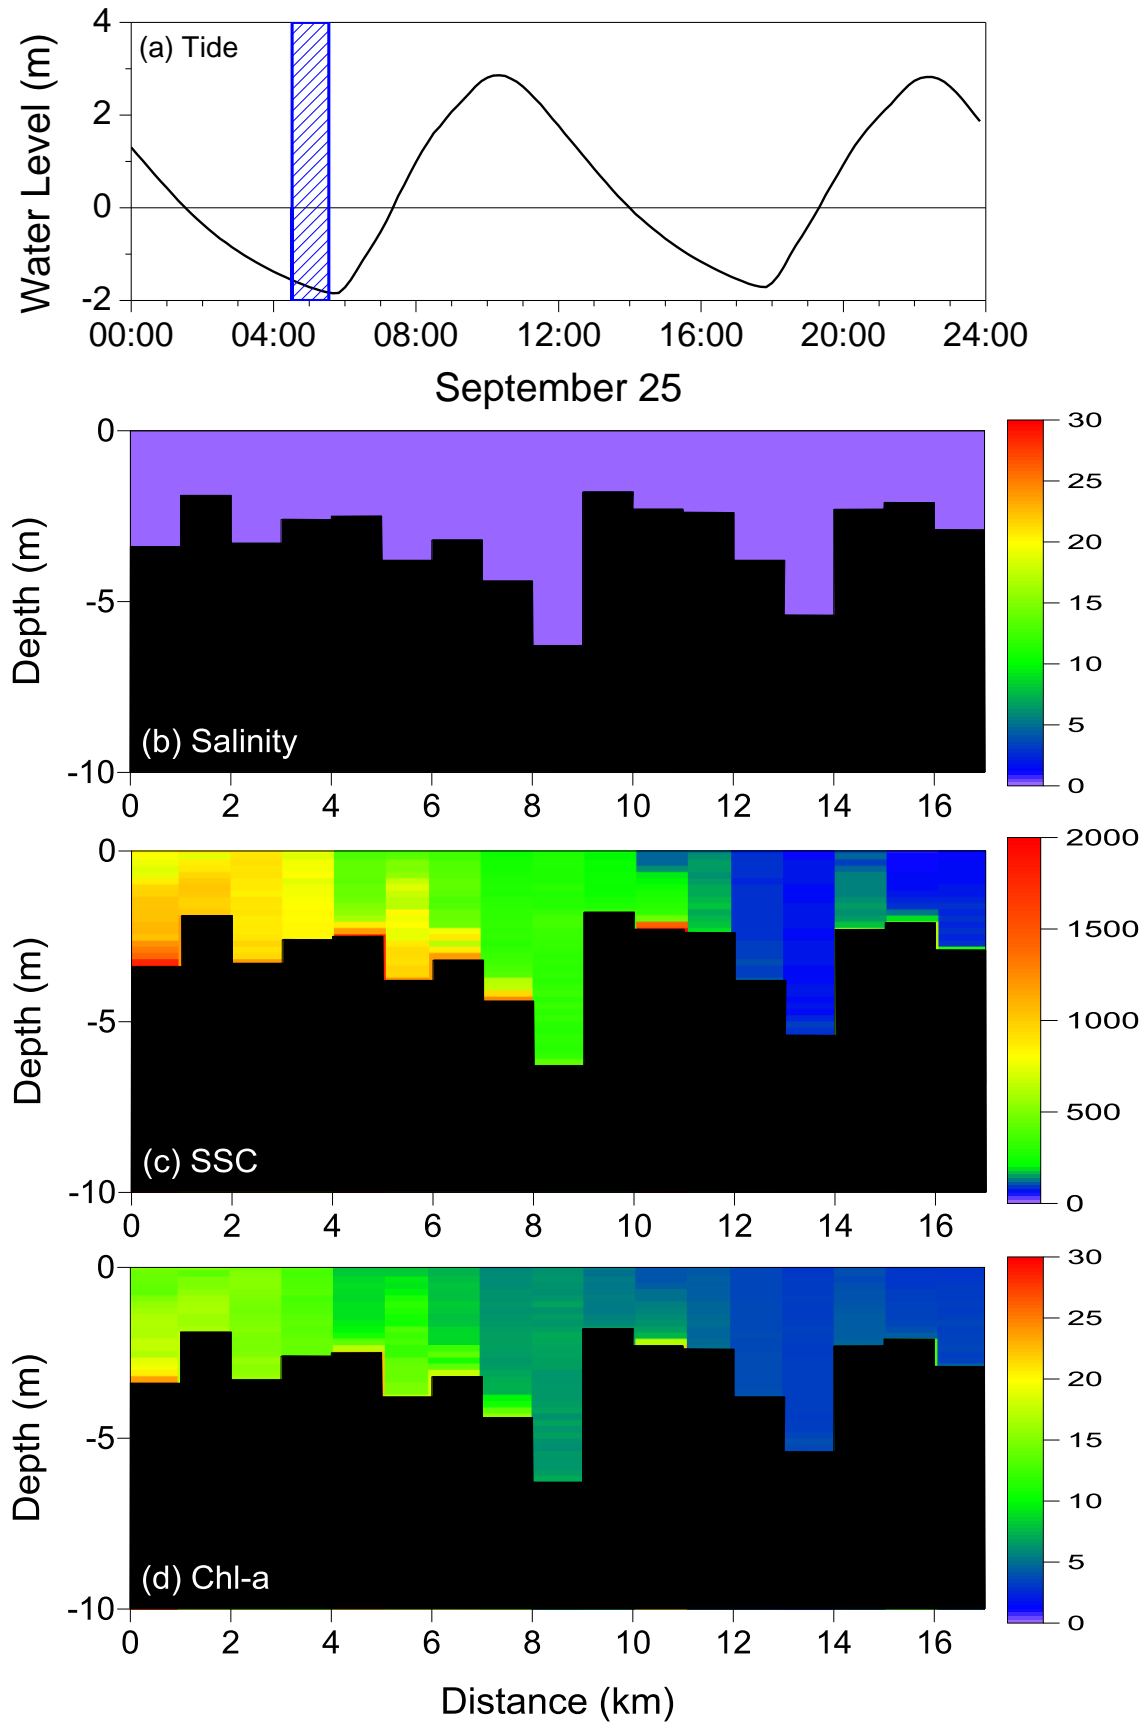 (a) Tide
Water Level (m)
4
2
0
-2
00:00 04:00 08:00 12:00 16:00 20:00 24:00
September 25
Depth (m)
0
-5
-10
(b) Salinity
0 2 4 6 8 10 12 14 16
30
25
20
15
10
5
0
Depth (m)
0
-5
-10
(c) SSC
0 2 4 6 8 10 12 14 16
2000
1500
1000
500
0
Depth (m)
0
-5
-10
(d) Chl-a
0 2 4 6 8 10 12 14 16
30
25
20
15
10
5
0
Distance (km)